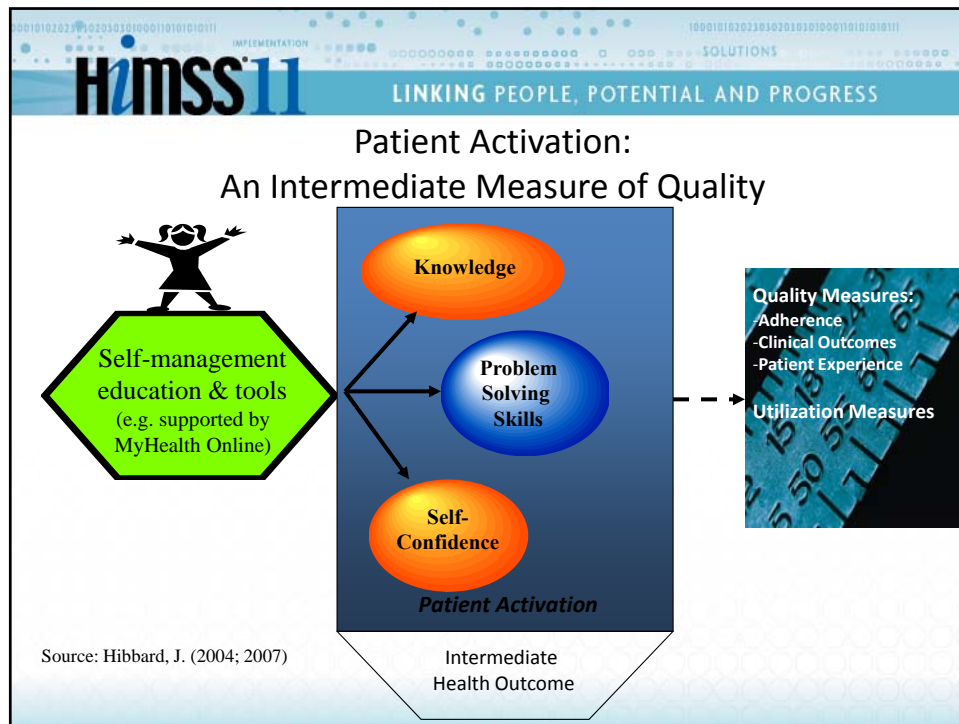 IMPLEMENTATION
SOLUTIONS
HiMSS 11
LINKING PEOPLE, POTENTIAL AND PROGRESS
Patient Activation:
An Intermediate Measure of Quality
Self-management
education & tools
(e.g. supported by
MyHealth Online)
Knowledge
Problem
Solving
Skills
Self-
Confidence
Patient Activation
Quality Measures:
-Adherence
-Clinical Outcomes
-Patient Experience
Utilization Measures
Intermediate
Health Outcome
Source: Hibbard, J. (2004; 2007)